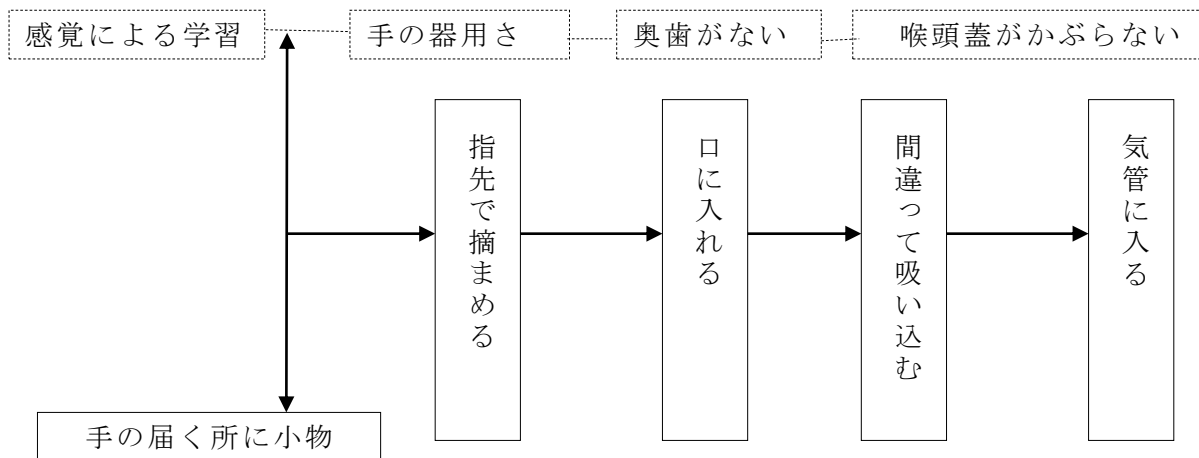 感覚による学習
手の器用さ
奥歯がない
喉頭蓋がかぶらない
指先で摘まめる
口に入れる
間違って吸い込む
気管に入る
手の届く所に小物